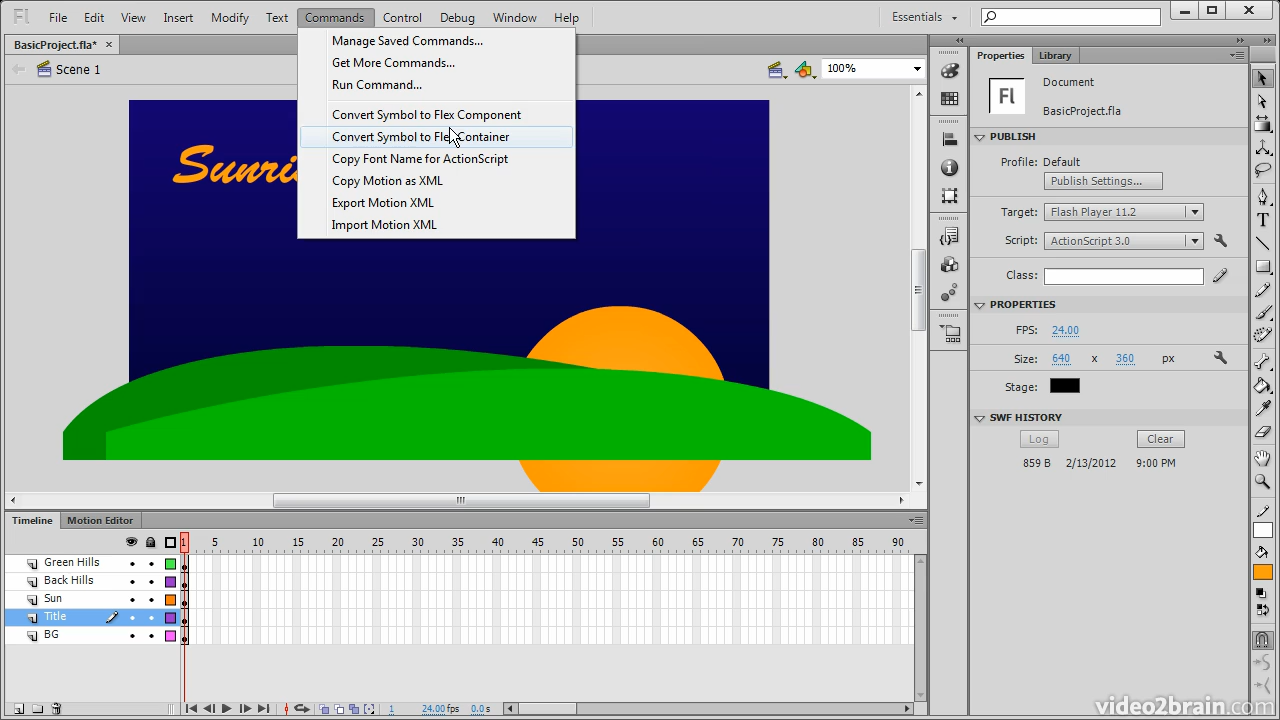 Fl File Edit View Insert Modify Text Commands Control Debug Window Help Essentials
BasicProject.fla*
Scene 1
100%
Manage Saved Commands...
Get More Commands...
Run Command...
Convert Symbol to Flex Component
Convert Symbol to Flex Container
Copy Font Name for ActionScript
Copy Motion as XML
Export Motion XML
Import Motion XML
Properties Library
Fl
Document
BasicProject.fla
PUBLISH
Profile: Default
Publish Settings...
Target: Flash Player 11.2
Script: ActionScript 3.0
Class:
PROPERTIES
FPS: 24.00
Size: 640 x 360 px
Stage:
SWF HISTORY
Log Clear
859 B 2/13/2012 9:00 PM
Timeline Motion Editor
1 5 10 15 20 25 30 35 40 45 50 55 60 65 70 75 80 85 90
Green Hills
Back Hills
Sun
Title
BG
1 24.00 fps 0.0 s
video2brain.com